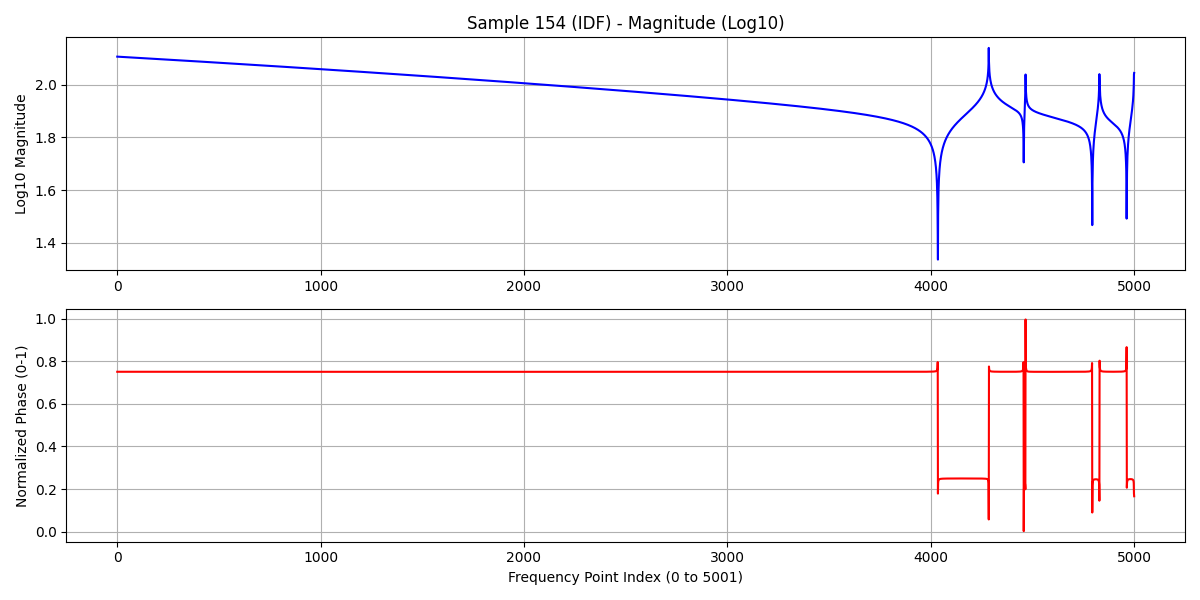 Sample 154 (IDF) - Magnitude (Log10)
Log10 Magnitude
2.0
1.8
1.6
1.4
0 1000 2000 3000 4000 5000
Normalized Phase (0-1)
1.0
0.8
0.6
0.4
0.2
0.0
0 1000 2000 3000 4000 5000
Frequency Point Index (0 to 5001)